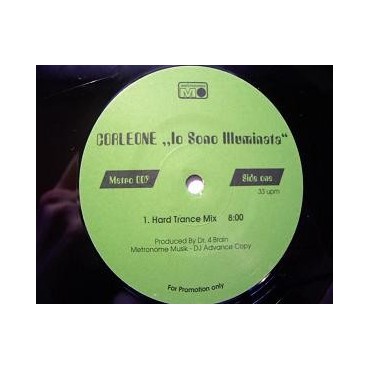 CORLEONE „Io Sono Illuminata“
Metro 009
Side one
33 upm
1. Hard Trance Mix 8:00
Produced By Dr. 4 Brain
Metronome Musik - DJ Advance Copy
For Promotion only